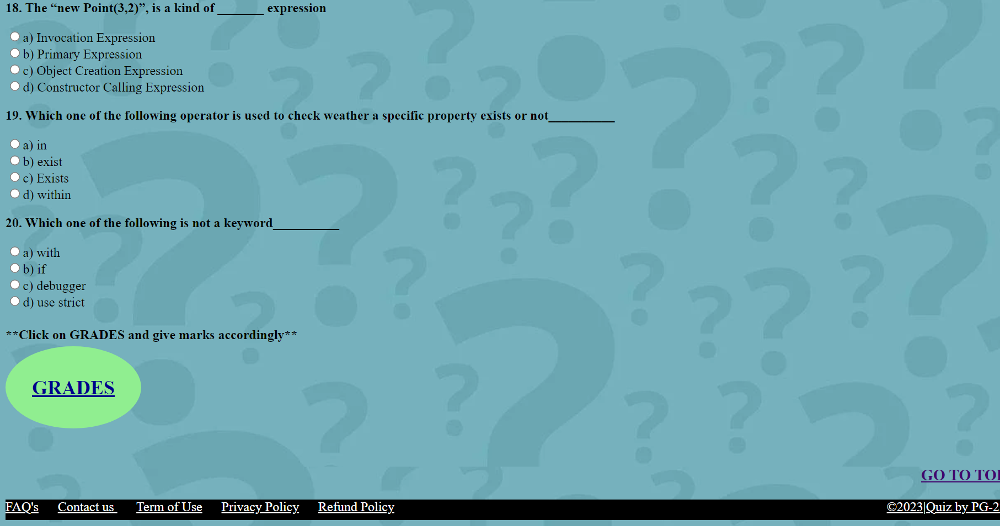 18. The “new Point(3,2)”, is a kind of _______ expression
a) Invocation Expression
b) Primary Expression
c) Object Creation Expression
d) Constructor Calling Expression
19. Which one of the following operator is used to check weather a specific property exists or not__________
a) in
b) exist
c) Exists
d) within
20. Which one of the following is not a keyword__________
a) with
b) if
c) debugger
d) use strict
**Click on GRADES and give marks accordingly**
GRADES
GO TO
FAQ's Contact us Term of Use Privacy Policy Refund Policy ©2023|Quiz by PG-2